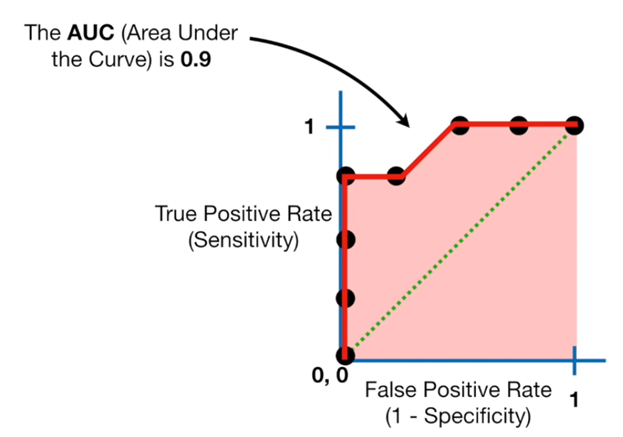 The AUC (Area Under
the Curve) is 0.9
1
True Positive Rate
(Sensitivity)
0, 0
False Positive Rate
1
(1 - Specificity)